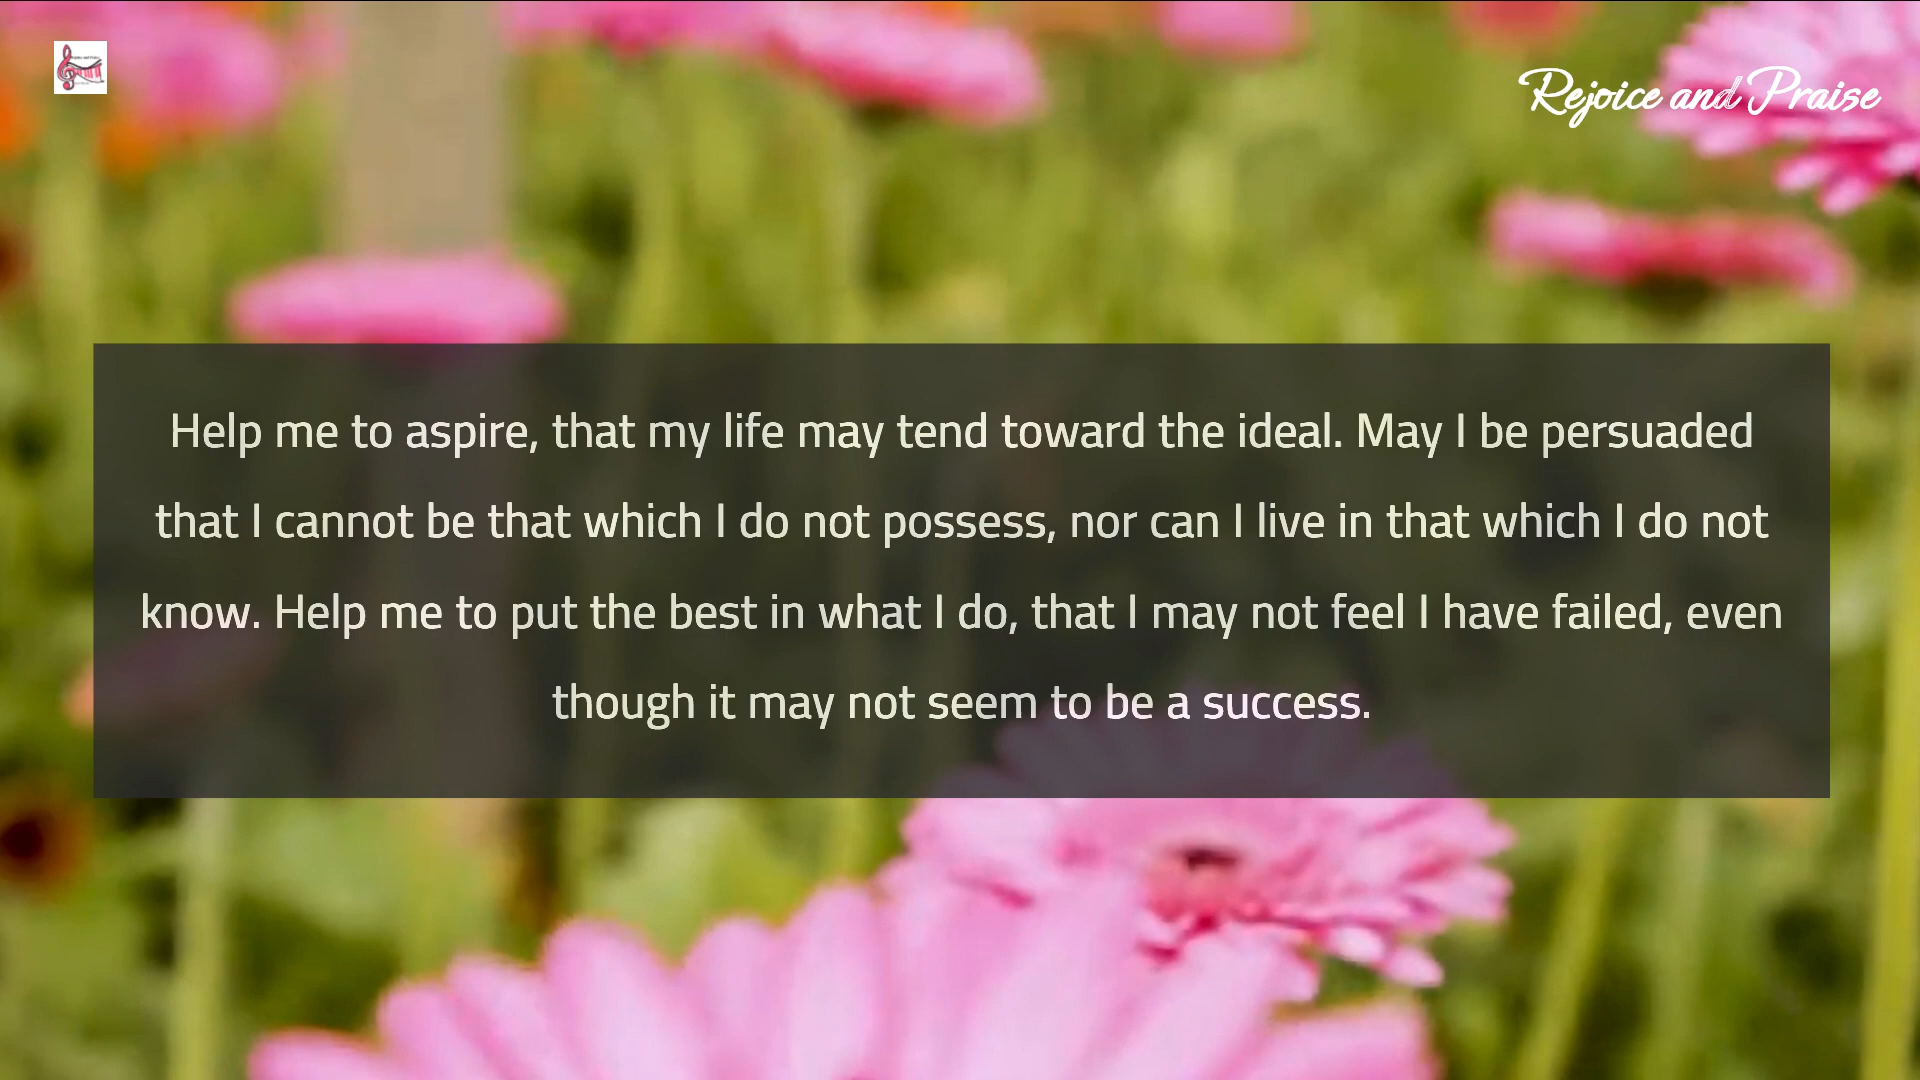 Rejoice and Praise
Help me to aspire, that my life may tend toward the ideal. May I be persuaded
that I cannot be that which I do not possess, nor can I live in that which I do not
know. Help me to put the best in what I do, that I may not feel I have failed, even
though it may not seem to be a success.